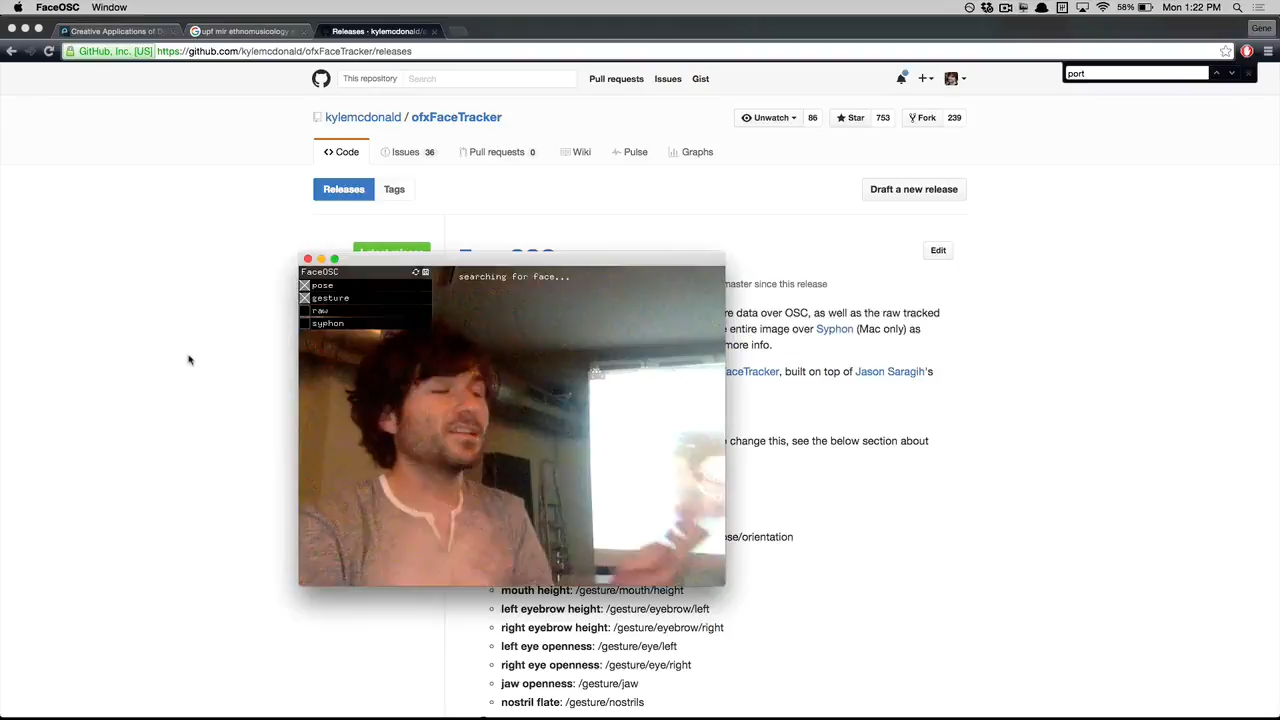 FaceOSC Window
58% Mon 1:22 PM
Creative Applications of D
upf mir ethnomusicology
Releases · kylemcdonald/o
Gene
GitHub, Inc. [US] https://github.com/kylemcdonald/ofxFaceTracker/releases
port
This repository Search
Pull requests Issues Gist
kylemcdonald / ofxFaceTracker
Unwatch 86 Star 753 Fork 239
Code Issues 36 Pull requests 0 Wiki Pulse Graphs
Releases Tags
Draft a new release
Edit
FaceOSC
searching for face...
pose
gesture
raw
syphon
master since this release
re data over OSC, as well as the raw tracked
entire image over Syphon (Mac only) as
more info.
aceTracker, built on top of Jason Saragih's
change this, see the below section about
ose/orientation
mouth height: /gesture/mouth/height
left eyebrow height: /gesture/eyebrow/left
right eyebrow height: /gesture/eyebrow/right
left eye openness: /gesture/eye/left
right eye openness: /gesture/eye/right
jaw openness: /gesture/jaw
nostril flate: /gesture/nostrils